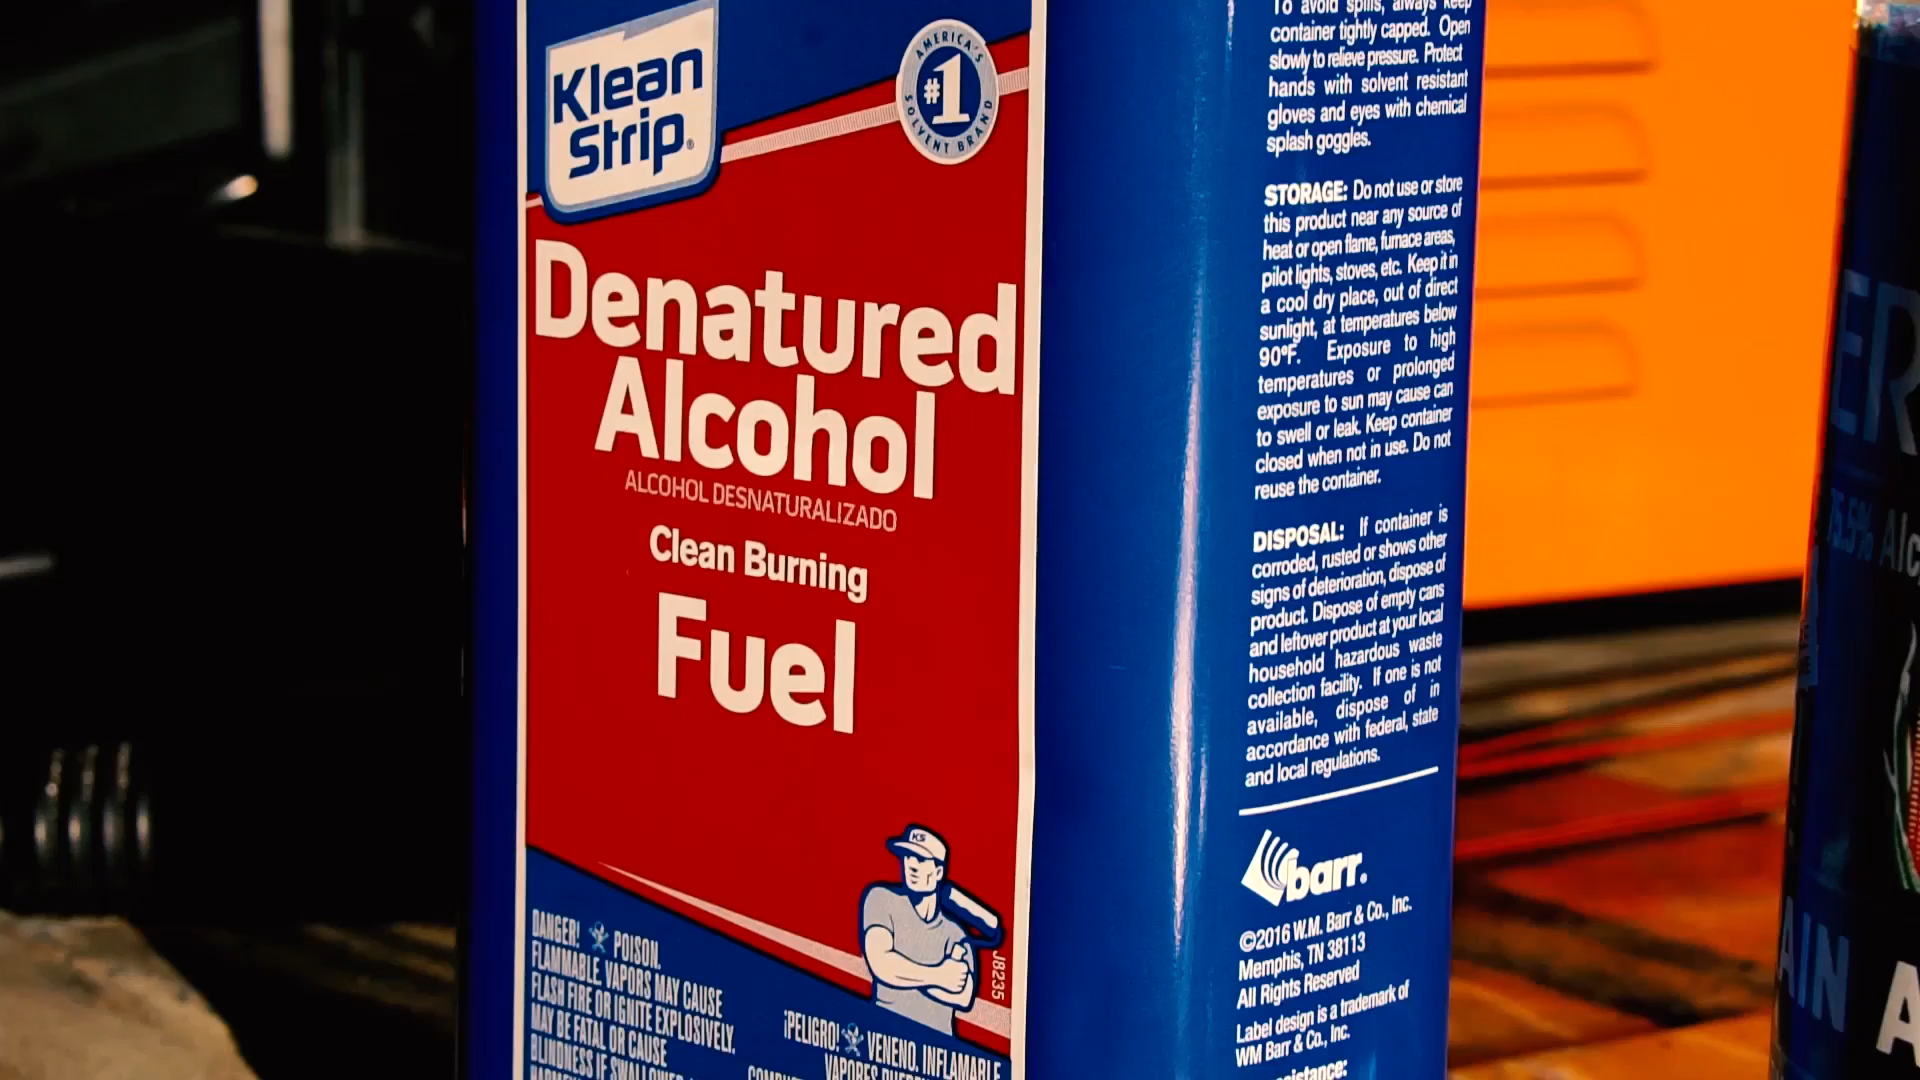 Klean
Strip®
AMERICA'S
#1
SOLVENT BRAND
Denatured
Alcohol
ALCOHOL DESNATURALIZADO
Clean Burning
Fuel
KS
J8235
DANGER! POISON.
FLAMMABLE. VAPORS MAY CAUSE
FLASH FIRE OR IGNITE EXPLOSIVELY.
MAY BE FATAL OR CAUSE
BLINDNESS IF SWALLOWED
¡PELIGRO! VENENO. INFLAMABLE
VAPORES
To avoid spills, always keep
container tightly capped. Open
slowly to relieve pressure. Protect
hands with solvent resistant
gloves and eyes with chemical
splash goggles.
STORAGE: Do not use or store
this product near any source of
heat or open flame, furnace areas,
pilot lights, stoves, etc. Keep it in
a cool dry place, out of direct
sunlight, at temperatures below
90°F. Exposure to high
temperatures or prolonged
exposure to sun may cause can
to swell or leak. Keep container
closed when not in use. Do not
reuse the container.
DISPOSAL: If container is
corroded, rusted or shows other
signs of deterioration, dispose of
product. Dispose of empty cans
and leftover product at your local
household hazardous waste
collection facility. If one is not
available, dispose of in
accordance with federal, state
and local regulations.
barr.
©2016 W.M. Barr & Co., Inc.
Memphis, TN 38113
All Rights Reserved
Label design is a trademark of
WM Barr & Co., Inc.
ER
75.5% Alc
AIN
A